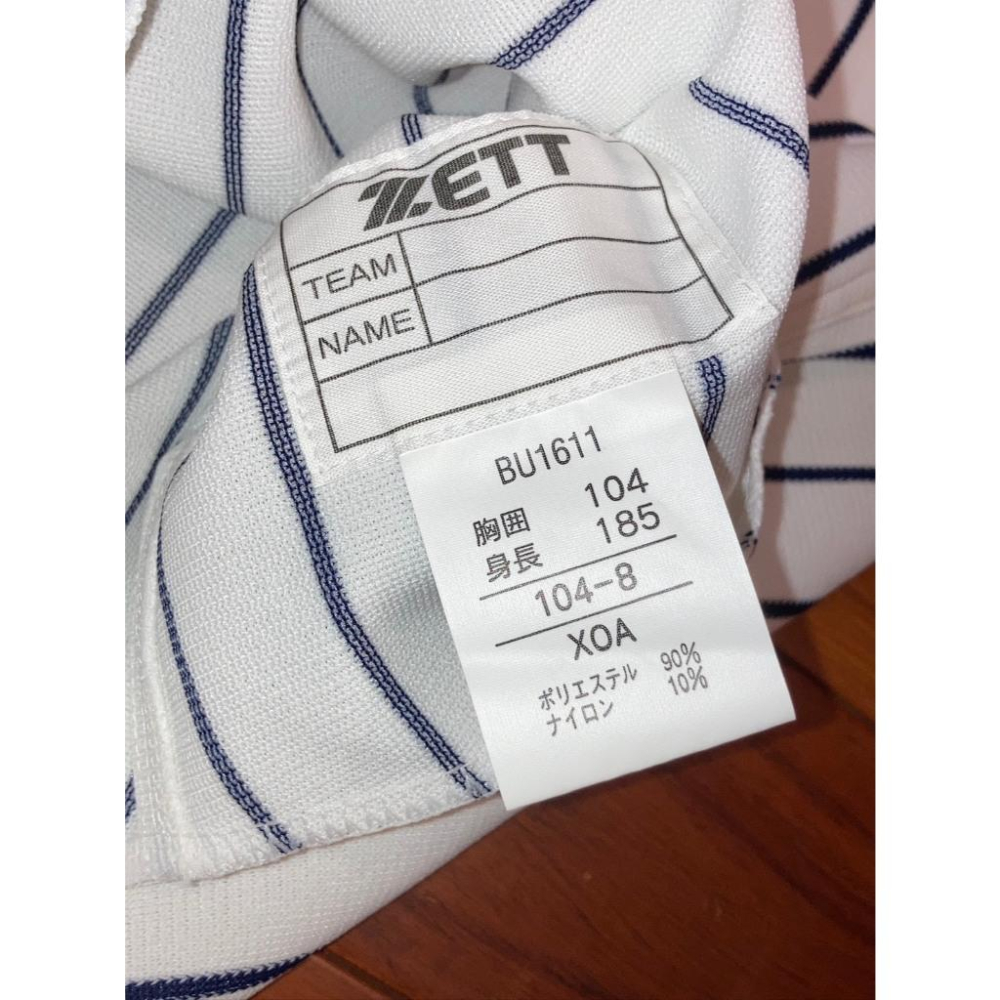 ZETT
TEAM
NAME
BU1611
胸囲 104
身長 185
104-8
XOA
ポリエステル 90%
ナイロン 10%